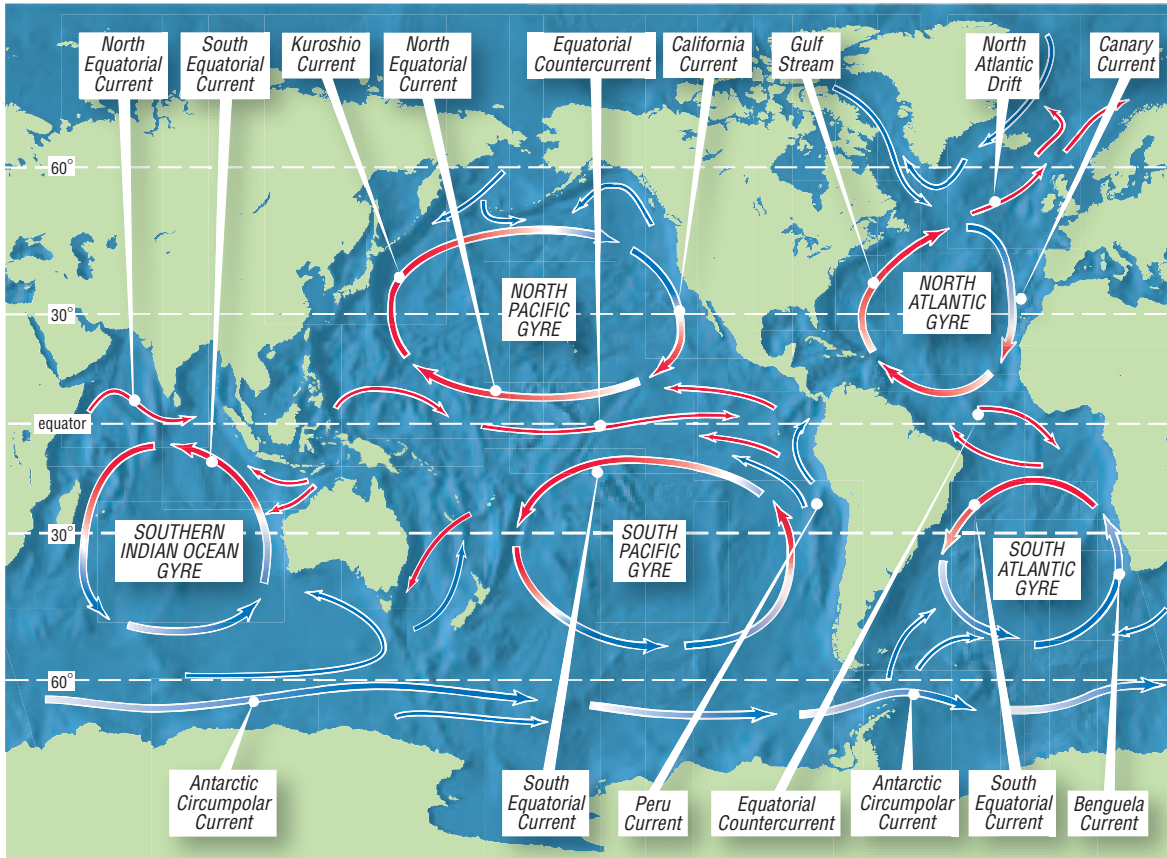 North
Equatorial
Current
South
Equatorial
Current
Kuroshio
Current
North
Equatorial
Current
Equatorial
Countercurrent
California
Current
Gulf
Stream
North
Atlantic
Drift
Canary
Current
60°
30°
equator
30°
60°
NORTH
PACIFIC
GYRE
NORTH
ATLANTIC
GYRE
SOUTHERN
INDIAN OCEAN
GYRE
SOUTH
PACIFIC
GYRE
SOUTH
ATLANTIC
GYRE
Antarctic
Circumpolar
Current
South
Equatorial
Current
Peru
Current
Equatorial
Countercurrent
Antarctic
Circumpolar
Current
South
Equatorial
Current
Benguela
Current